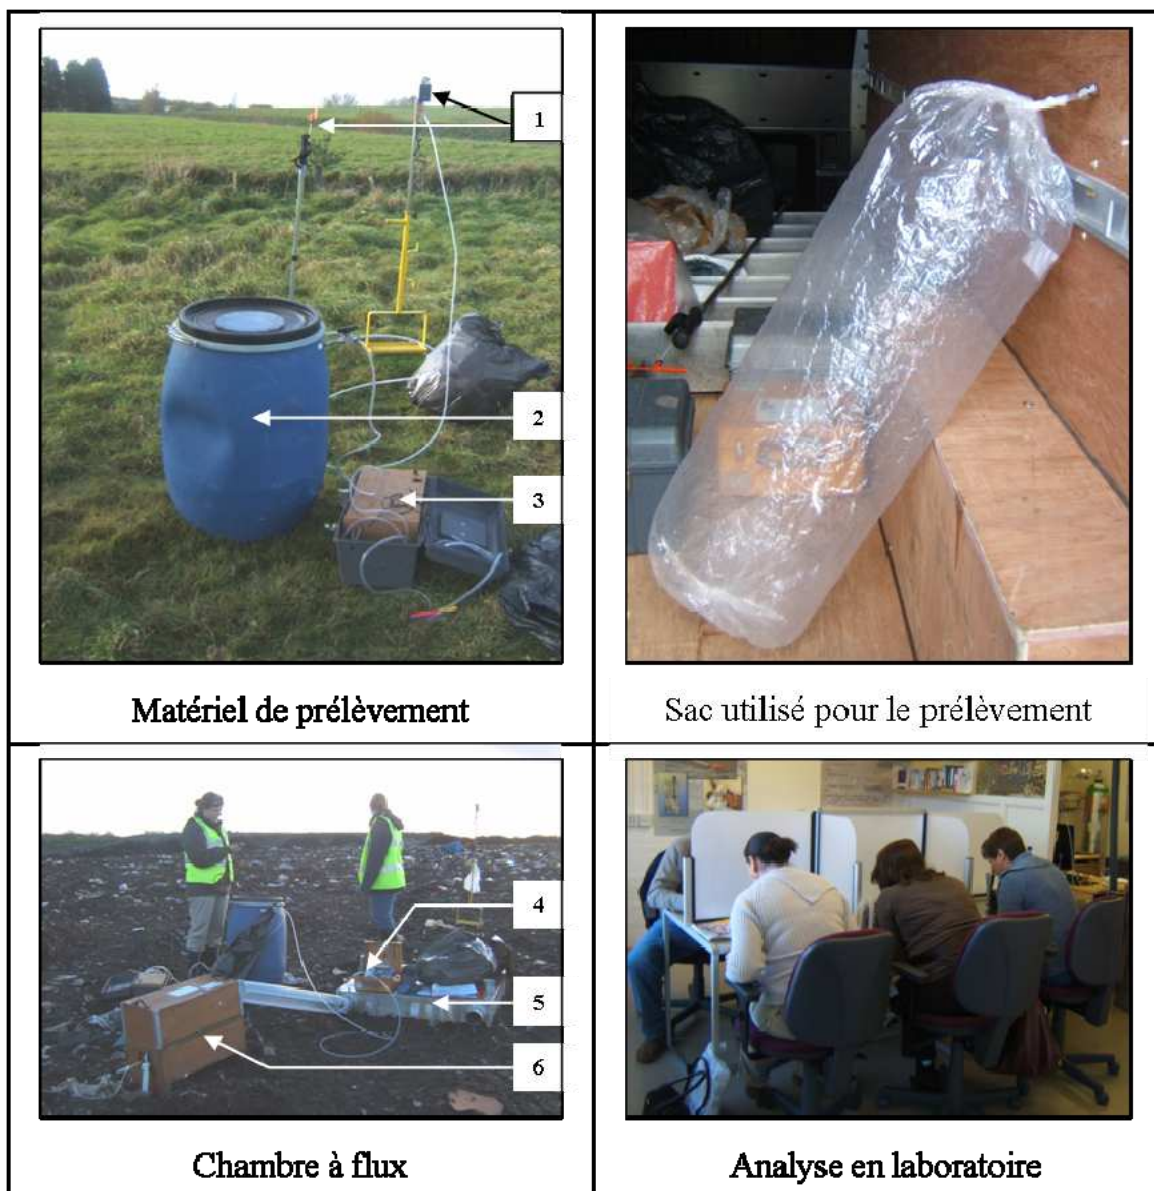 1
2
3
Matériel de prélèvement
Sac utilisé pour le prélèvement
4
5
6
Chambre à flux
Analyse en laboratoire